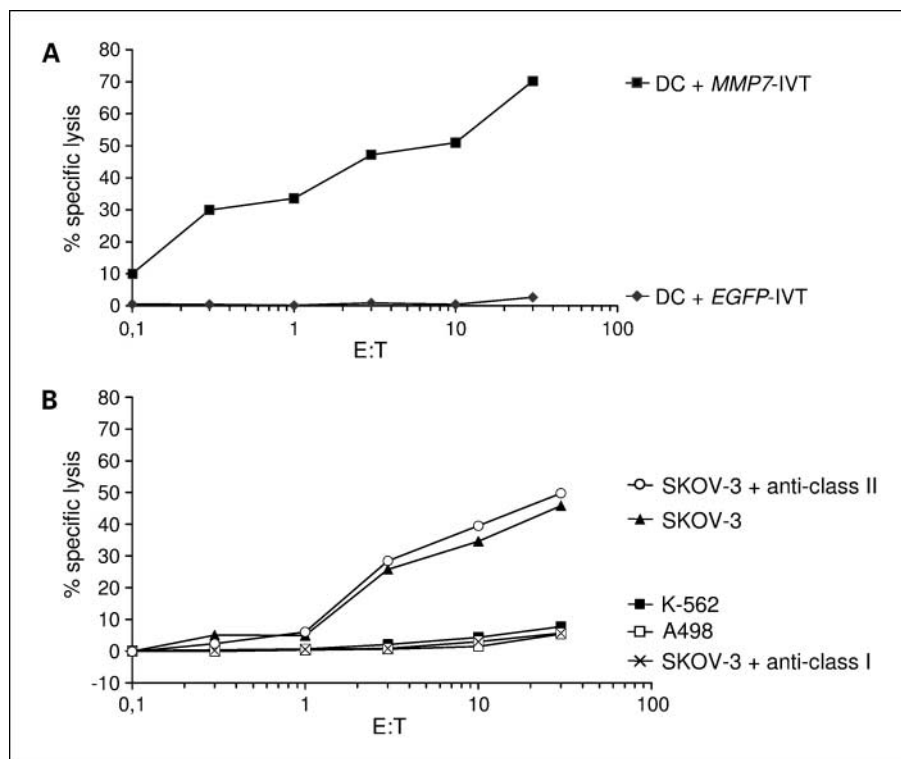 A
80
70
60
50
40
30
20
10
0
% specific lysis
0,1
1
10
100
E:T
DC + MMP7-IVT
DC + EGFP-IVT
B
80
70
60
50
40
30
20
10
0
-10
% specific lysis
0,1
1
10
100
E:T
SKOV-3 + anti-class II
SKOV-3
K-562
A498
SKOV-3 + anti-class I